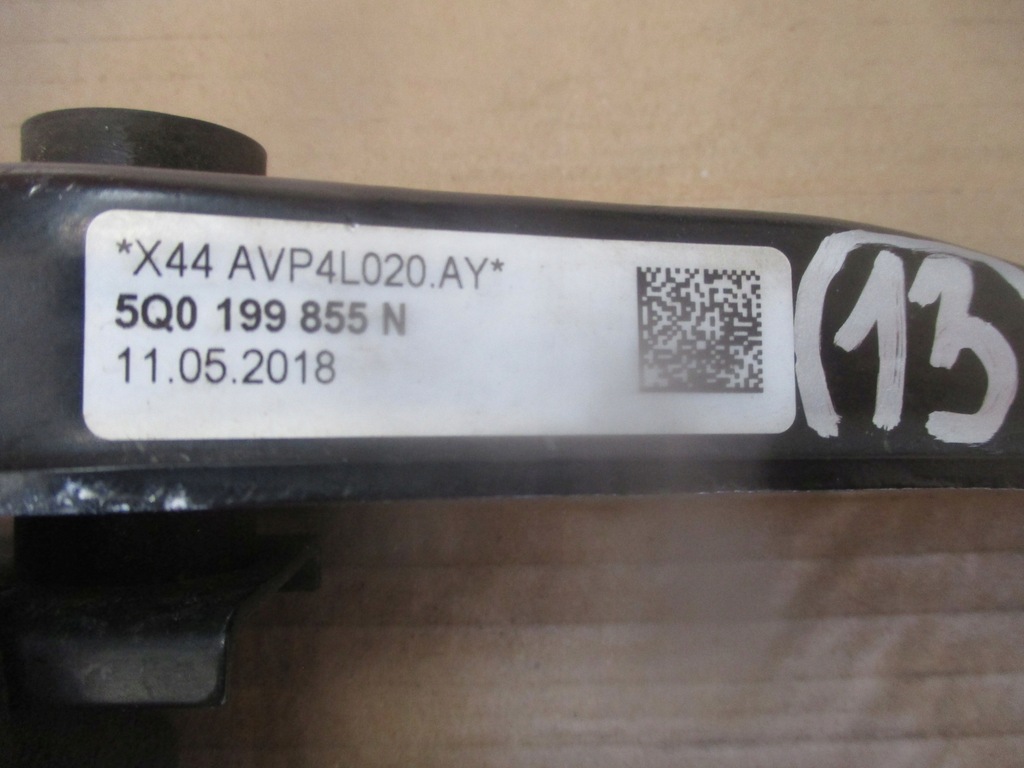 *X44 AVP4L020.AY*
5Q0 199 855 N
11.05.2018
(13